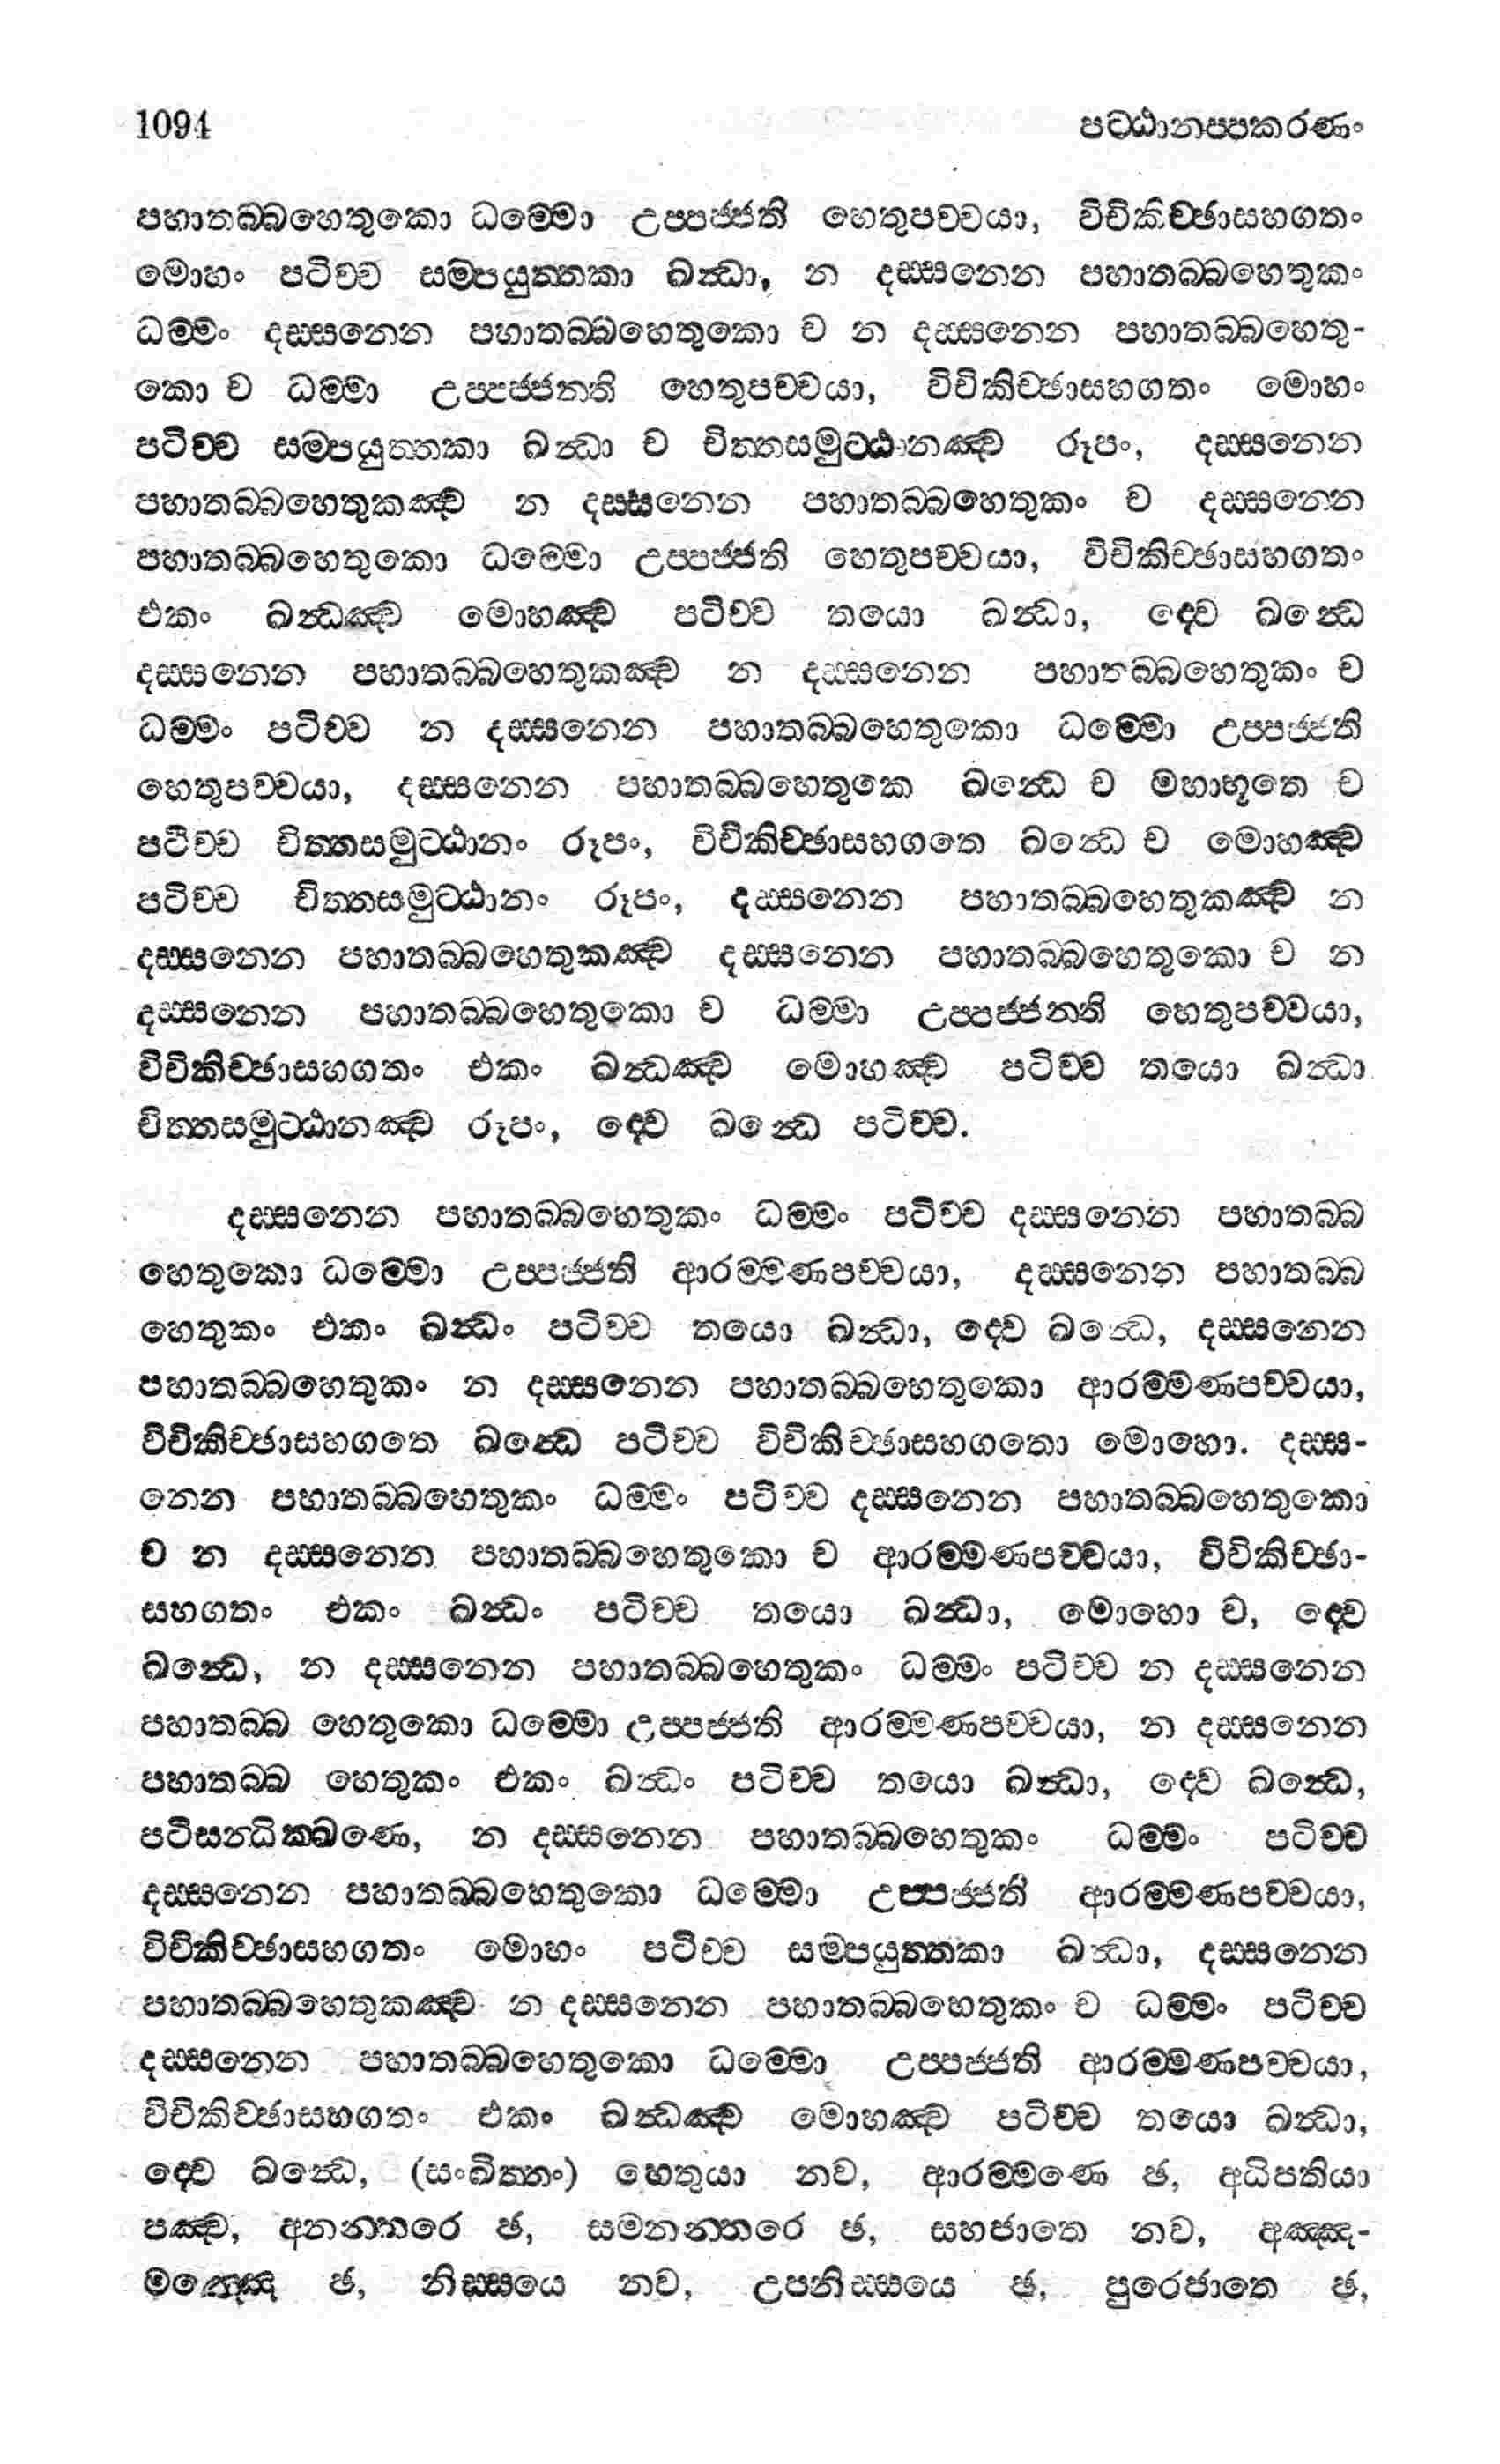 1094 පට්ඨානප්පකරණං
පහාතබ්බහෙතුකො ධම්මො උප්පජ්ජති හෙතුපච්චයා, විචිකිච්ඡාසහගතං
මොහං පටිච්ච සම්පයුත්තකා ඛන්ධා, න දස්සනෙන පහාතබ්බහෙතුකං
ධම්මං දස්සනෙන පහාතබ්බහෙතුකො ච න දස්සනෙන පහාතබ්බහෙතු-
කො ච ධම්මා උප්පජ්ජන්ති හෙතුපච්චයා, විචිකිච්ඡාසහගතං මොහං
පටිච්ච සම්පයුත්තකා ඛන්ධා ච චිත්තසමුට්ඨානඤ්ච රූපං, දස්සනෙන
පහාතබ්බහෙතුකඤ්ච න දස්සනෙන පහාතබ්බහෙතුකං ච දස්සනෙන
පහාතබ්බහෙතුකො ධම්මො උප්පජ්ජති හෙතුපච්චයා, විචිකිච්ඡාසහගතං
එකං ඛන්ධඤ්ච මොහඤ්ච පටිච්ච තයො ඛන්ධා, ද්වෙ ඛන්ධෙ
දස්සනෙන පහාතබ්බහෙතුකඤ්ච න දස්සනෙන පහාතබ්බහෙතුකං ච
ධම්මං පටිච්ච න දස්සනෙන පහාතබ්බහෙතුකො ධම්මො උප්පජ්ජති
හෙතුපච්චයා, දස්සනෙන පහාතබ්බහෙතුකෙ ඛන්ධෙ ච මහාභූතෙ ච
පටිච්ච චිත්තසමුට්ඨානං රූපං, විචිකිච්ඡාසහගතෙ ඛන්ධෙ ච මොහඤ්ච
පටිච්ච චිත්තසමුට්ඨානං රූපං, දස්සනෙන පහාතබ්බහෙතුකඤ්ච න
දස්සනෙන පහාතබ්බහෙතුකඤ්ච දස්සනෙන පහාතබ්බහෙතුකො ච න
දස්සනෙන පහාතබ්බහෙතුකො ච ධම්මා උප්පජ්ජන්ති හෙතුපච්චයා,
විචිකිච්ඡාසහගතං එකං ඛන්ධඤ්ච මොහඤ්ච පටිච්ච තයො ඛන්ධා
චිත්තසමුට්ඨානඤ්ච රූපං, ද්වෙ ඛන්ධෙ පටිච්ච.
දස්සනෙන පහාතබ්බහෙතුකං ධම්මං පටිච්ච දස්සනෙන පහාතබ්බ
හෙතුකො ධම්මො උප්පජ්ජති ආරම්මණපච්චයා, දස්සනෙන පහාතබ්බ
හෙතුකං එකං ඛන්ධං පටිච්ච තයො ඛන්ධා, ද්වෙ ඛන්ධෙ, දස්සනෙන
පහාතබ්බහෙතුකං න දස්සනෙන පහාතබ්බහෙතුකො ආරම්මණපච්චයා,
විචිකිච්ඡාසහගතෙ ඛන්ධෙ පටිච්ච විචිකිච්ඡාසහගතො මොහො. දස්ස-
නෙන පහාතබ්බහෙතුකං ධම්මං පටිච්ච දස්සනෙන පහාතබ්බහෙතුකො
ච න දස්සනෙන පහාතබ්බහෙතුකො ච ආරම්මණපච්චයා, විචිකිච්ඡා-
සහගතං එකං ඛන්ධං පටිච්ච තයො ඛන්ධා, මොහො ච, ද්වෙ
ඛන්ධෙ, න දස්සනෙන පහාතබ්බහෙතුකං ධම්මං පටිච්ච න දස්සනෙන
පහාතබ්බ හෙතුකො ධම්මො උප්පජ්ජති ආරම්මණපච්චයා, න දස්සනෙන
පහාතබ්බ හෙතුකං එකං ඛන්ධං පටිච්ච තයො ඛන්ධා, ද්වෙ ඛන්ධෙ,
පටිසන්ධික්ඛණෙ, න දස්සනෙන පහාතබ්බහෙතුකං ධම්මං පටිච්ච
දස්සනෙන පහාතබ්බහෙතුකො ධම්මො උප්පජ්ජති ආරම්මණපච්චයා,
විචිකිච්ඡාසහගතං මොහං පටිච්ච සම්පයුත්තකා ඛන්ධා, දස්සනෙන
පහාතබ්බහෙතුකඤ්ච න දස්සනෙන පහාතබ්බහෙතුකං ච ධම්මං පටිච්ච
දස්සනෙන පහාතබ්බහෙතුකො ධම්මො උප්පජ්ජති ආරම්මණපච්චයා,
විචිකිච්ඡාසහගතං එකං ඛන්ධඤ්ච මොහඤ්ච පටිච්ච තයො ඛන්ධා,
ද්වෙ ඛන්ධෙ, (සංඛිත්තං) හෙතුයා නව, ආරම්මණෙ ඡ, අධිපතියා
පඤ්ච, අනන්තරෙ ඡ, සමනන්තරෙ ඡ, සහජාතෙ නව, අඤ්ඤ-
මඤ්ඤෙ ඡ, නිස්සයෙ නව, උපනිස්සයෙ ඡ, පුරෙජාතෙ ඡ,